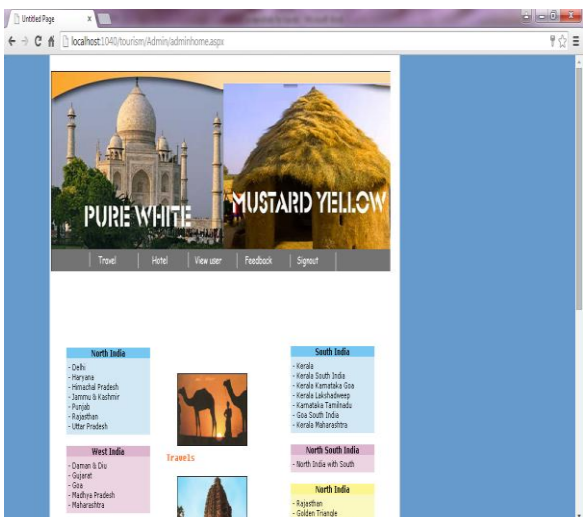 Untitled Page
localhost:1040/tourism/Admin/adminhome.aspx
PURE WHITE
MUSTARD YELLOW
Travel
Hotel
View user
Feedback
Signout
North India
- Delhi
- Haryana
- Himachal Pradesh
- Jammu & Kashmir
- Punjab
- Rajasthan
- Uttar Pradesh
West India
- Daman & Diu
- Gujarat
- Goa
- Madhya Pradesh
- Maharashtra
Travels
South India
- Kerala
- Kerala South India
- Kerala Karnataka Goa
- Kerala Lakshadweep
- Karnataka Tamilnadu
- Goa South India
- Kerala Maharashtra
North South India
- North India with South
North India
- Rajasthan
- Golden Triangle